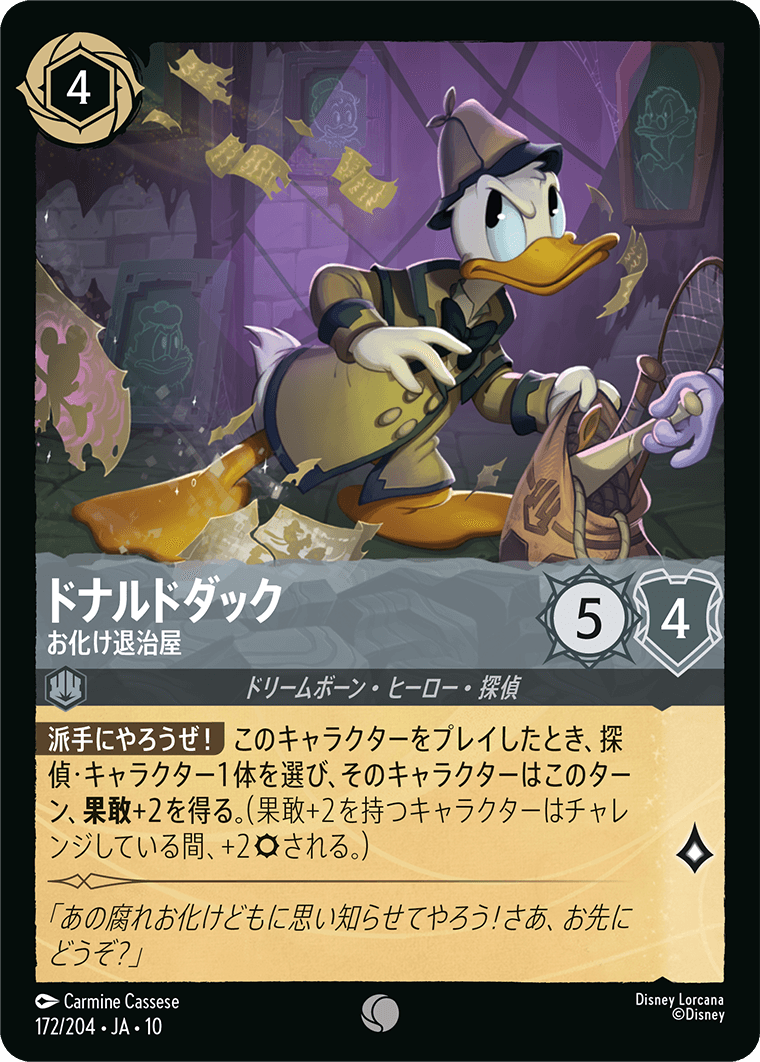 4
ドナルドダック
お化け退治屋
5
4
ドリームボーン・ヒーロー・探偵
派手にやろうぜ! このキャラクターをプレイしたとき、探
偵・キャラクター1体を選び、そのキャラクターはこのター
ン、果敢+2を得る。(果敢+2を持つキャラクターはチャレ
ンジしている間、+2される。)
「あの腐れお化けどもに思い知らせてやろう!さあ、お先に
どうぞ?」
Carmine Cassese
Disney Lorcana
172/204・JA・10
©Disney